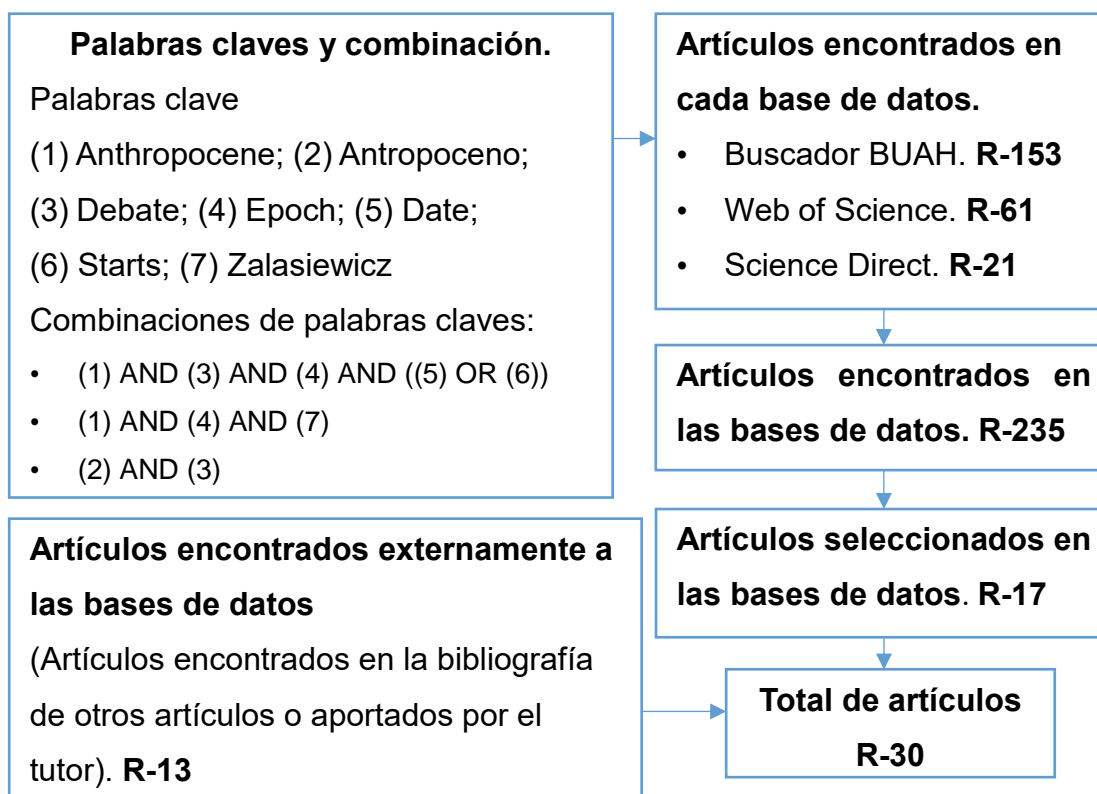 Palabras claves y combinación.
Palabras clave
(1) Anthropocene; (2) Antropoceno;
(3) Debate; (4) Epoch; (5) Date;
(6) Starts; (7) Zalasiewicz
Combinaciones de palabras claves:
• (1) AND (3) AND (4) AND ((5) OR (6))
• (1) AND (4) AND (7)
• (2) AND (3)
Artículos encontrados en
cada base de datos.
• Buscador BUAH. R-153
• Web of Science. R-61
• Science Direct. R-21
Artículos encontrados en
las bases de datos. R-235
Artículos seleccionados en
las bases de datos. R-17
Artículos encontrados externamente a
las bases de datos
(Artículos encontrados en la bibliografía
de otros artículos o aportados por el
tutor). R-13
Total de artículos
R-30